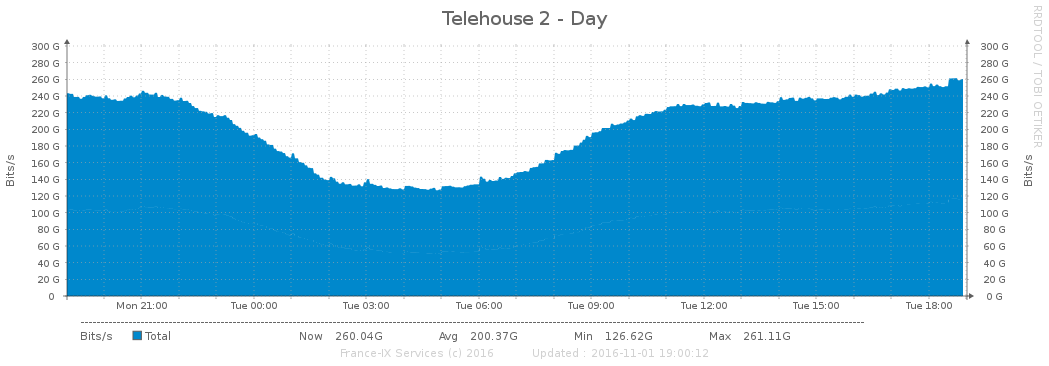 Telehouse 2 - Day
RRDTOOL / TOBI OETIKER
Bits/s
300 G 300 G
280 G 280 G
260 G 260 G
240 G 240 G
220 G 220 G
200 G 200 G
180 G 180 G
160 G 160 G
140 G 140 G
120 G 120 G
100 G 100 G
80 G 80 G
60 G 60 G
40 G 40 G
20 G 20 G
0 0 G
Bits/s
Mon 21:00 Tue 00:00 Tue 03:00 Tue 06:00 Tue 09:00 Tue 12:00 Tue 15:00 Tue 18:00
Bits/s Total Now 260.04G Avg 200.37G Min 126.62G Max 261.11G
France-IX Services (c) 2016 Updated : 2016-11-01 19:00:12